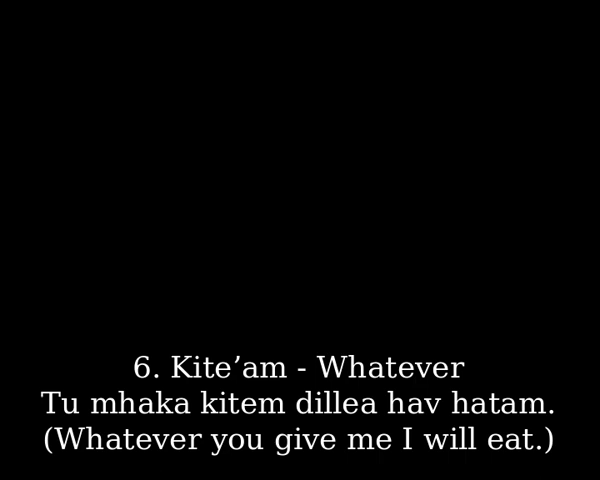 6. Kite’am - Whatever
Tu mhaka kitem dillea hav hatam.
(Whatever you give me I will eat.)